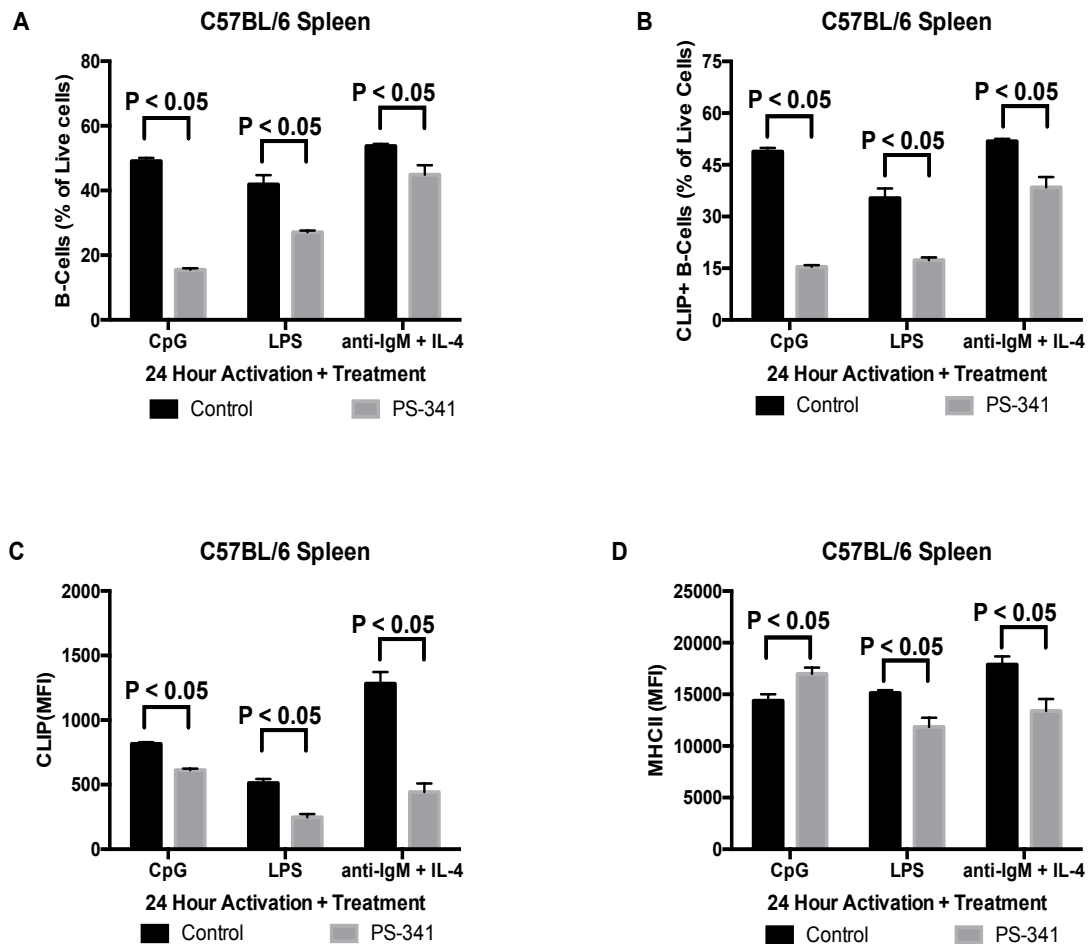 A
C57BL/6 Spleen
B-Cells (% of Live cells)
80
60
40
20
0
P < 0.05
P < 0.05
P < 0.05
CpG
LPS
anti-IgM + IL-4
24 Hour Activation + Treatment
Control
PS-341
B
C57BL/6 Spleen
CLIP+ B-Cells (% of Live Cells)
75
60
45
30
15
0
P < 0.05
P < 0.05
P < 0.05
CpG
LPS
anti-IgM + IL-4
24 Hour Activation + Treatment
Control
PS-341
C
C57BL/6 Spleen
CLIP(MFI)
2000
1500
1000
500
0
P < 0.05
P < 0.05
P < 0.05
CpG
LPS
anti-IgM + IL-4
24 Hour Activation + Treatment
Control
PS-341
D
C57BL/6 Spleen
MHCII (MFI)
25000
20000
15000
10000
5000
0
P < 0.05
P < 0.05
P < 0.05
CpG
LPS
anti-IgM + IL-4
24 Hour Activation + Treatment
Control
PS-341